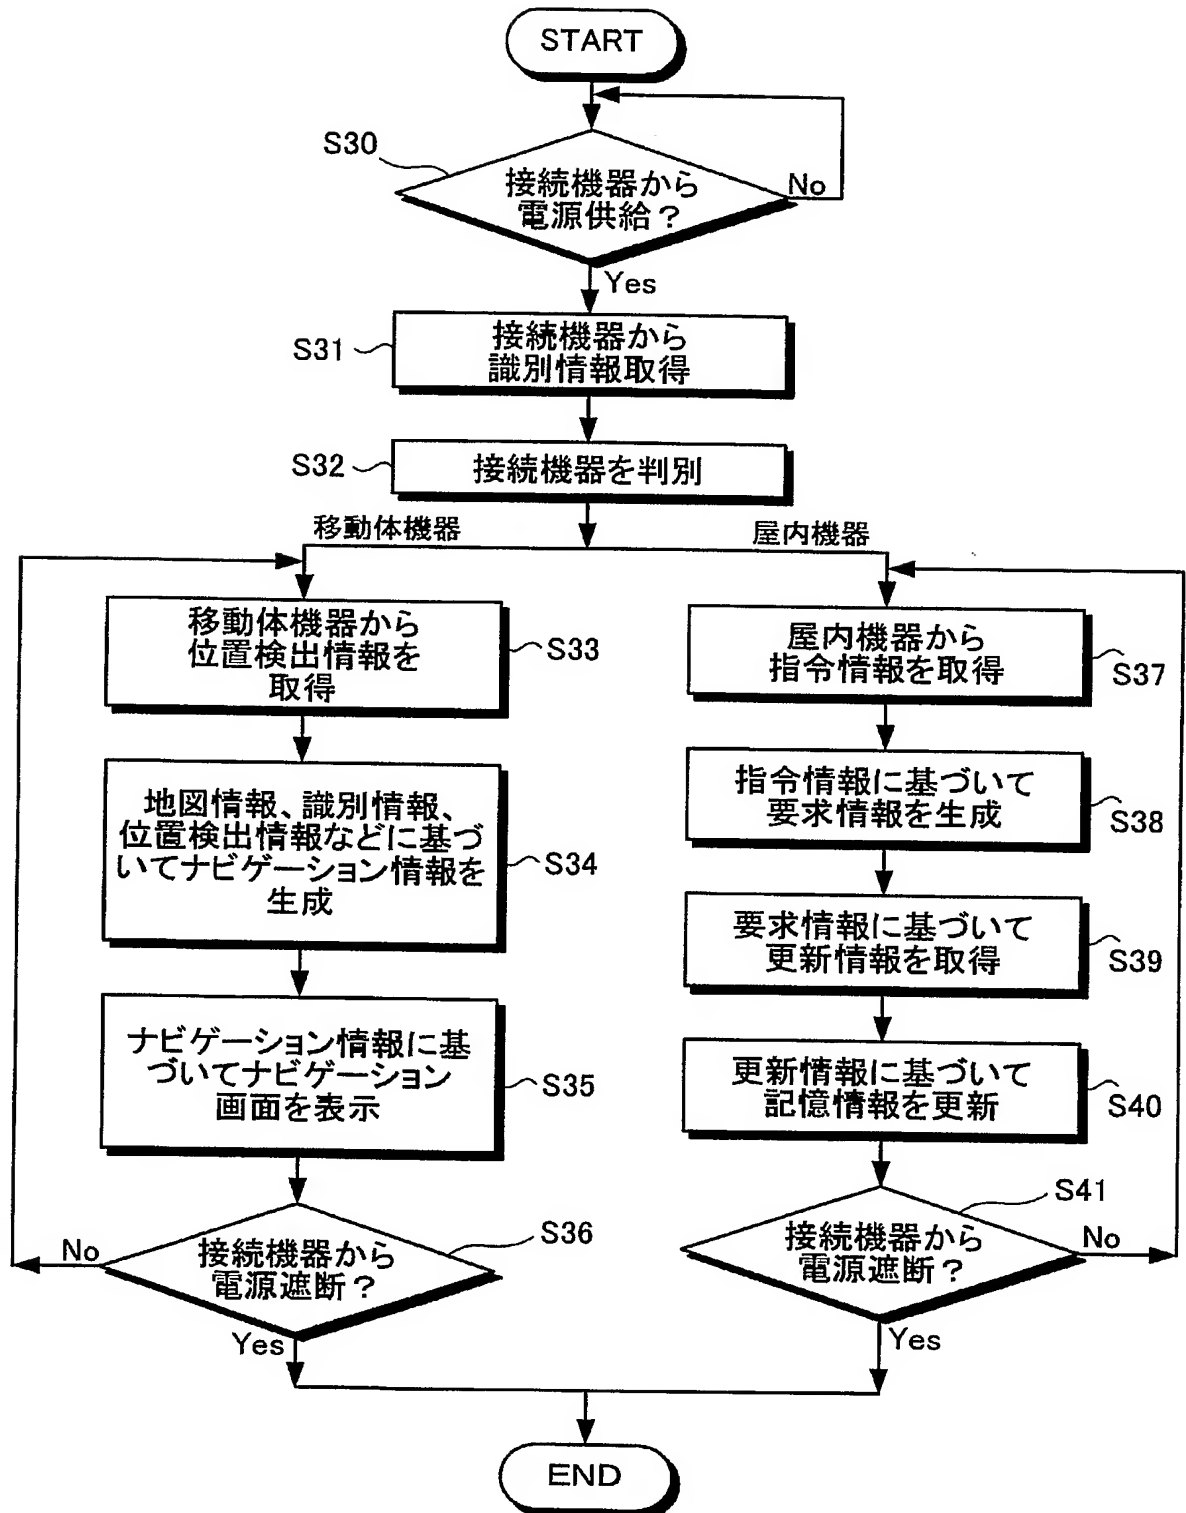 START
S30
接続機器から
電源供給？
No
Yes
S31
接続機器から
識別情報取得
S32
接続機器を判別
移動体機器
屋内機器
移動体機器から
位置検出情報を
取得
S33
地図情報、識別情報、
位置検出情報などに基づ
いてナビゲーション情報を
生成
S34
ナビゲーション情報に基
づいてナビゲーション
画面を表示
S35
接続機器から
電源遮断？
S36
No
Yes
屋内機器から
指令情報を取得
S37
指令情報に基づいて
要求情報を生成
S38
要求情報に基づいて
更新情報を取得
S39
更新情報に基づいて
記憶情報を更新
S40
接続機器から
電源遮断？
S41
No
Yes
END